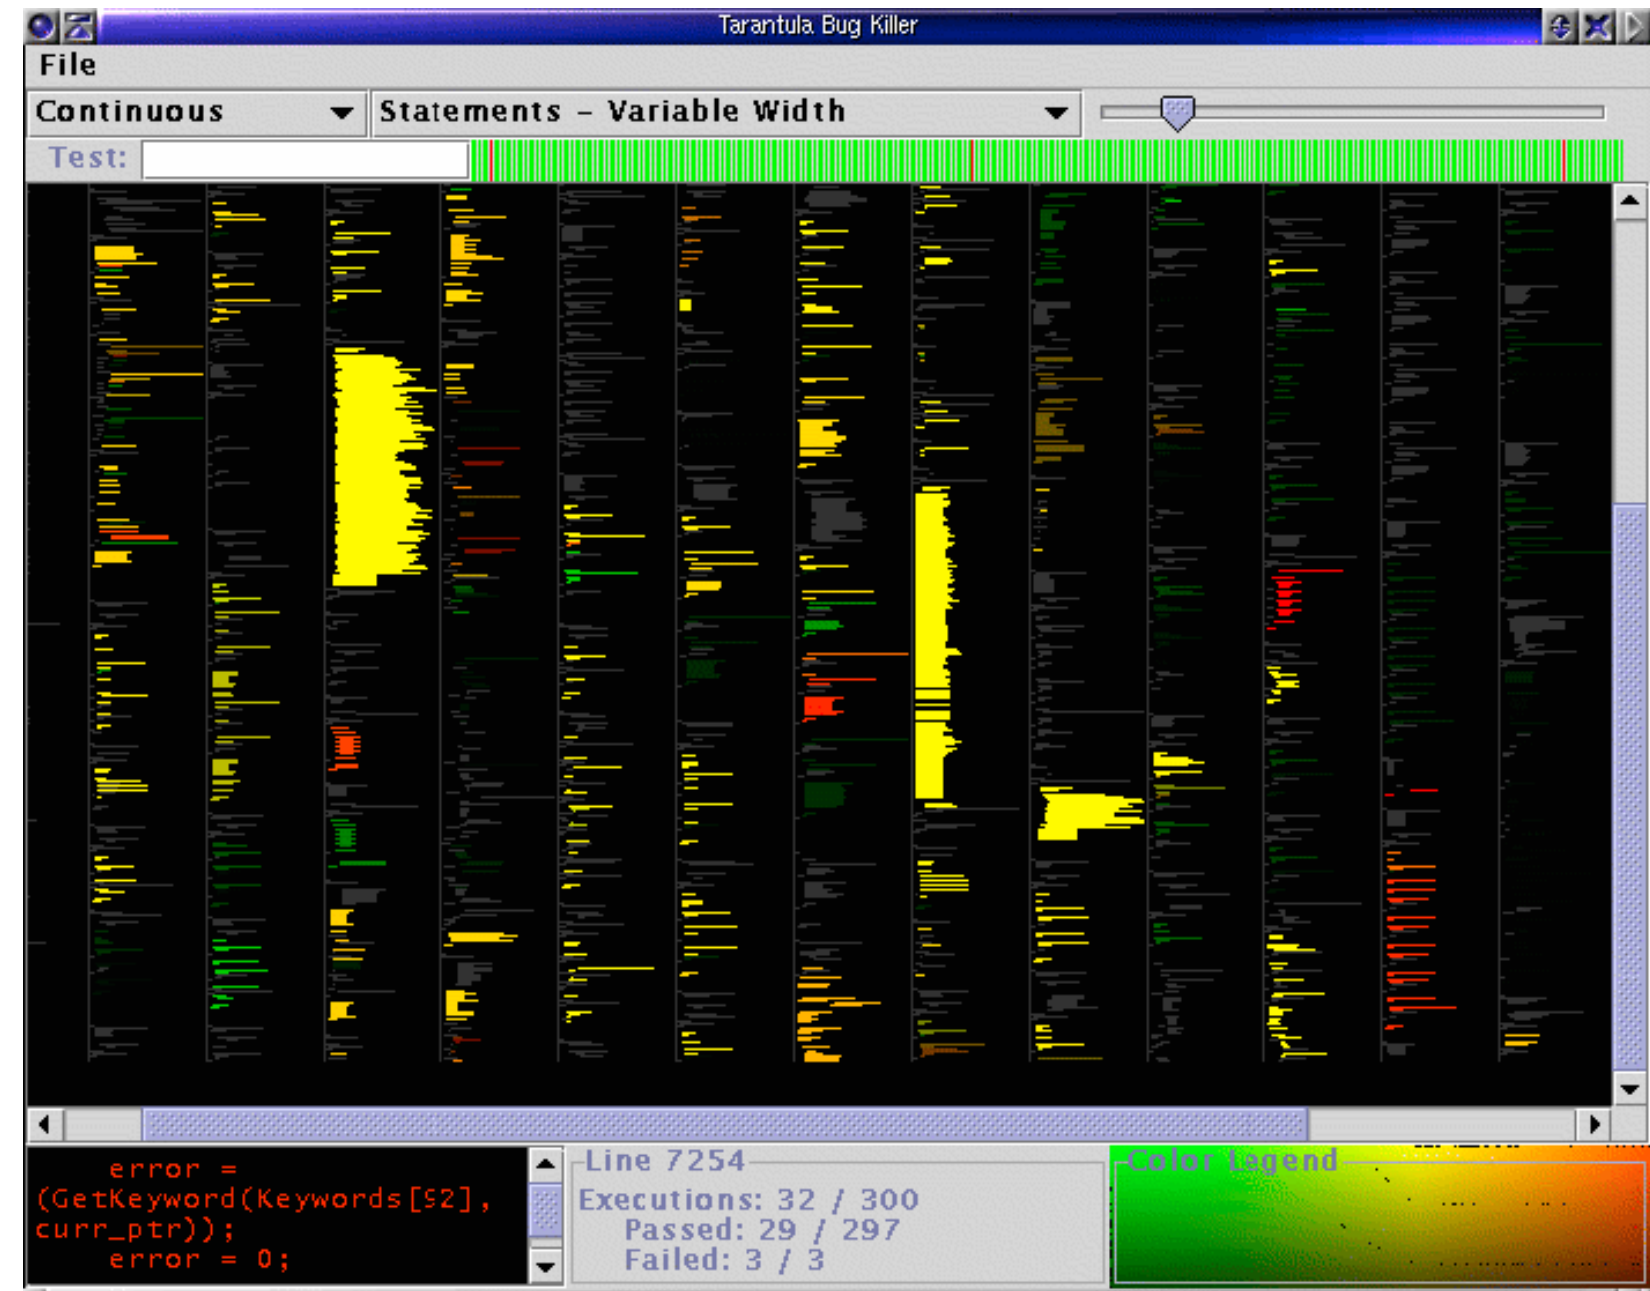 Tarantula Bug Killer
File
Continuous
Statements – Variable Width
Test:
error =
(GetKeyword(Keywords[92],
curr_ptr));
error = 0;
Line 7254
Executions: 32 / 300
Passed: 29 / 297
Failed: 3 / 3
Color Legend